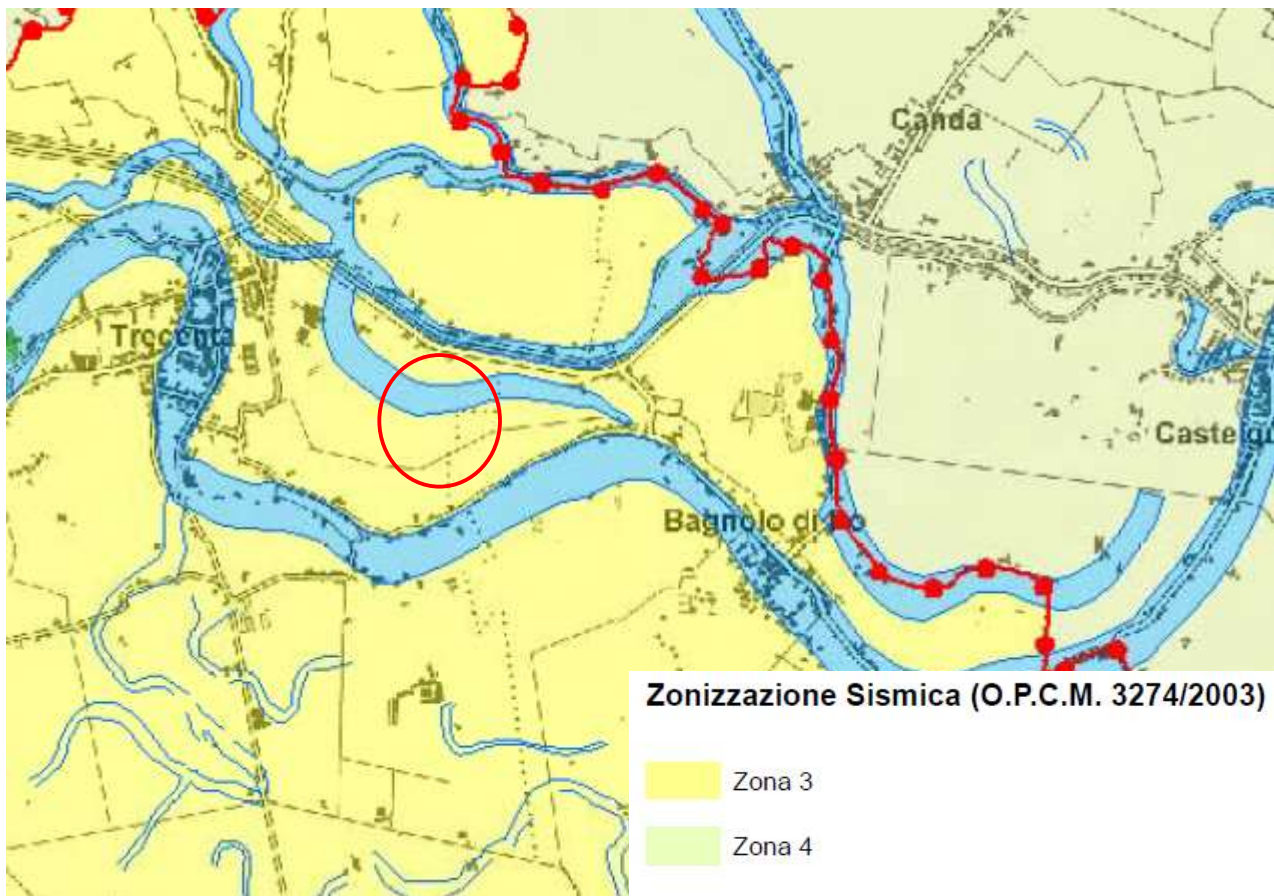 Canda
Trecenta
Bagnolo di Po
Zonizzazione Sismica (O.P.C.M. 3274/2003)
Zona 3
Zona 4